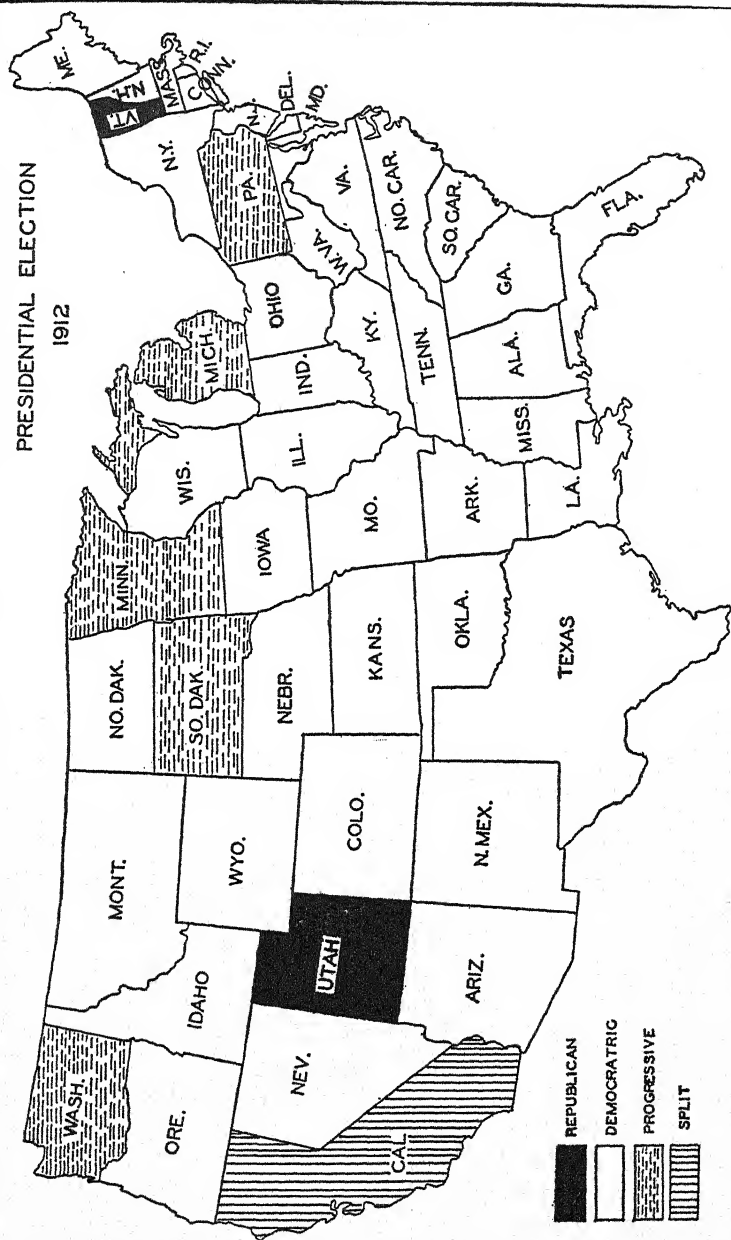 PRESIDENTIAL ELECTION
1912
WASH.
ORE.
CAL.
NEV.
IDAHO
MONT.
WYO.
UTAH
ARIZ.
COLO.
N.MEX.
NO. DAK.
SO. DAK.
NEBR.
KANS.
OKLA.
TEXAS
MINN.
IOWA
MO.
ARK.
LA.
WIS.
ILL.
MICH.
IND.
OHIO
KY.
TENN.
MISS.
ALA.
GA.
FLA.
SO. CAR.
NO. CAR.
VA.
W.VA.
PA.
N.Y.
VT.
N.H.
ME.
MASS.
R.I.
CONN.
N.J.
DEL.
MD.
REPUBLICAN
DEMOCRATRIC
PROGRESSIVE
SPLIT